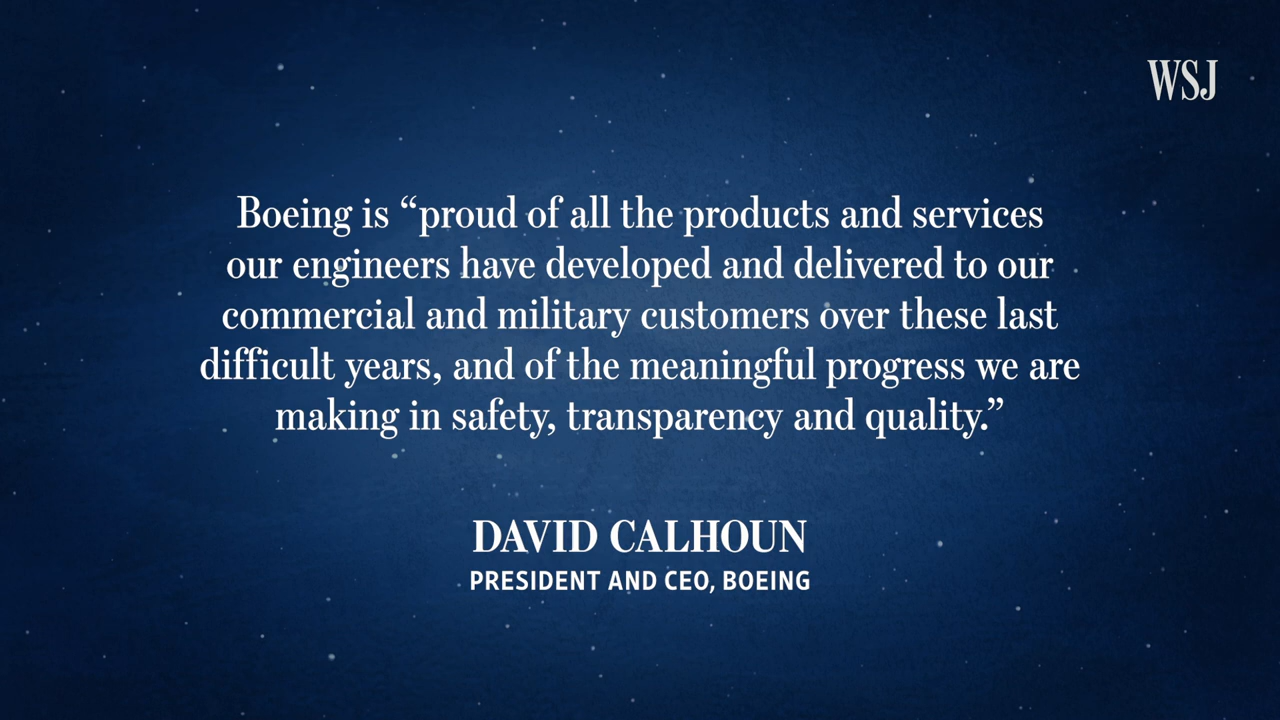 WSJ
Boeing is “proud of all the products and services
our engineers have developed and delivered to our
commercial and military customers over these last
difficult years, and of the meaningful progress we are
making in safety, transparency and quality.”
DAVID CALHOUN
PRESIDENT AND CEO, BOEING